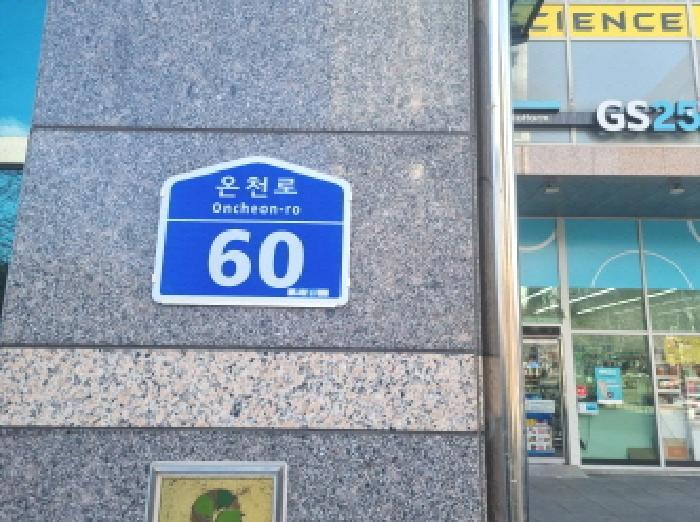 CIENCE
GS25
온천로
Oncheon-ro
60